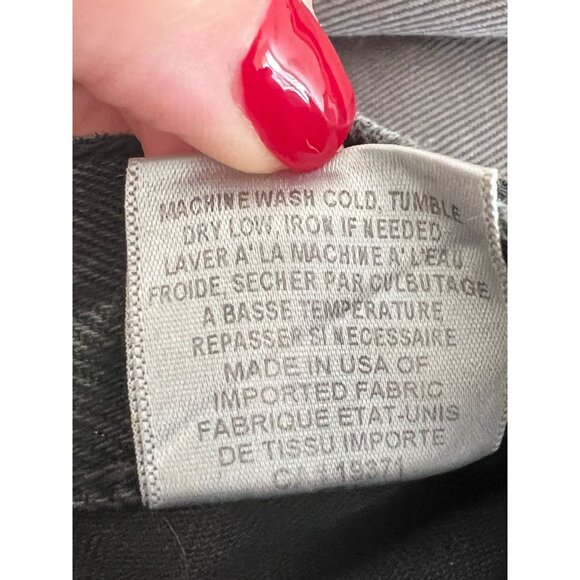 MACHINE WASH COLD, TUMBLE
DRY LOW, IRON IF NEEDED
LAVER A' LA MACHINE A' L'EAU
FROIDE, SECHER PAR CULBUTAGE
A BASSE TEMPERATURE
REPASSER SI NECESSAIRE
MADE IN USA OF
IMPORTED FABRIC
FABRIQUE ETAT-UNIS
DE TISSU IMPORTE
19371